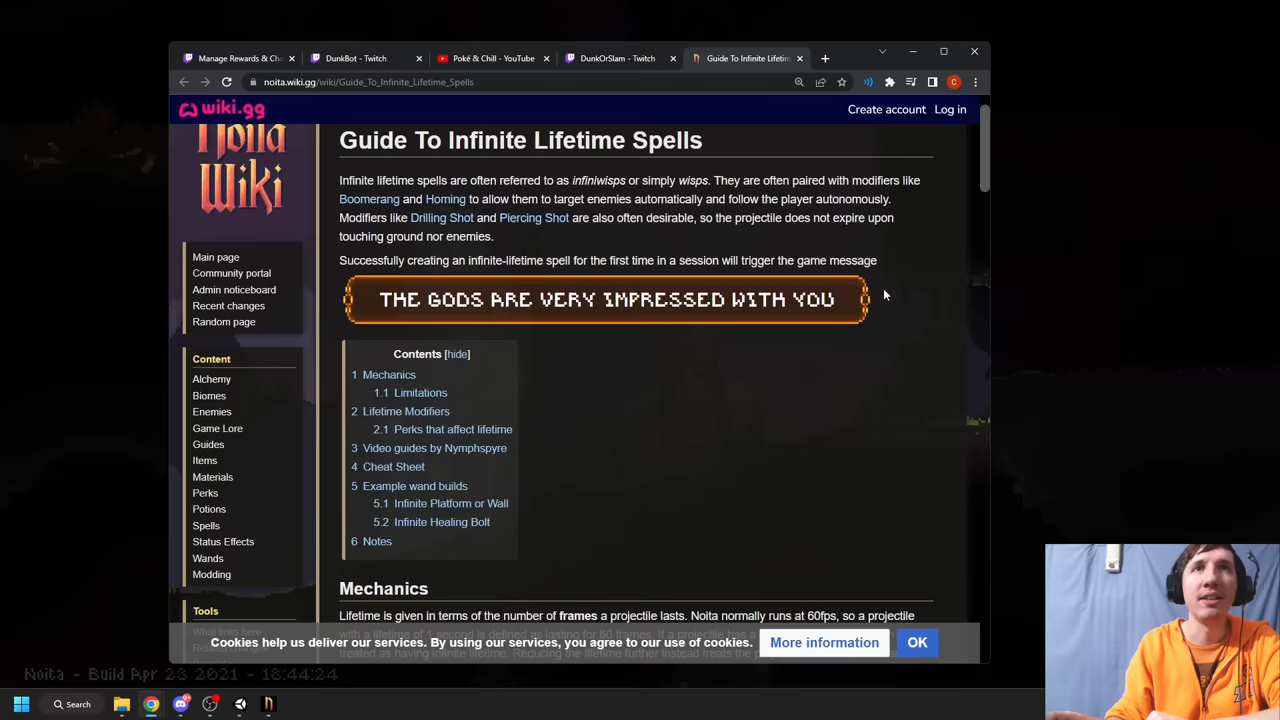 Manage Rewards & Cha
DunkBot - Twitch
Poké & Chill - YouTube
DunkOrSlam - Twitch
Guide To Infinite Lifetim
noita.wiki.gg/wiki/Guide_To_Infinite_Lifetime_Spells
wiki.gg
Create account
Log in
Noita
Wiki
Guide To Infinite Lifetime Spells
Infinite lifetime spells are often referred to as infiniwisps or simply wisps. They are often paired with modifiers like
Boomerang and Homing to allow them to target enemies automatically and follow the player autonomously.
Modifiers like Drilling Shot and Piercing Shot are also often desirable, so the projectile does not expire upon
touching ground nor enemies.
Successfully creating an infinite-lifetime spell for the first time in a session will trigger the game message
THE GODS ARE VERY IMPRESSED WITH YOU
Main page
Community portal
Admin noticeboard
Recent changes
Random page
Content
Alchemy
Biomes
Enemies
Game Lore
Guides
Items
Materials
Perks
Potions
Spells
Status Effects
Wands
Modding
Tools
What links here
Contents [hide]
1 Mechanics
1.1 Limitations
2 Lifetime Modifiers
2.1 Perks that affect lifetime
3 Video guides by Nymphspyre
4 Cheat Sheet
5 Example wand builds
5.1 Infinite Platform or Wall
5.2 Infinite Healing Bolt
6 Notes
Mechanics
Lifetime is given in terms of the number of frames a projectile lasts. Noita normally runs at 60fps, so a projectile
Cookies help us deliver our services. By using our services, you agree to our use of cookies.
More information
OK
Noita - Build Apr 23 2021 - 18:44:24
Search